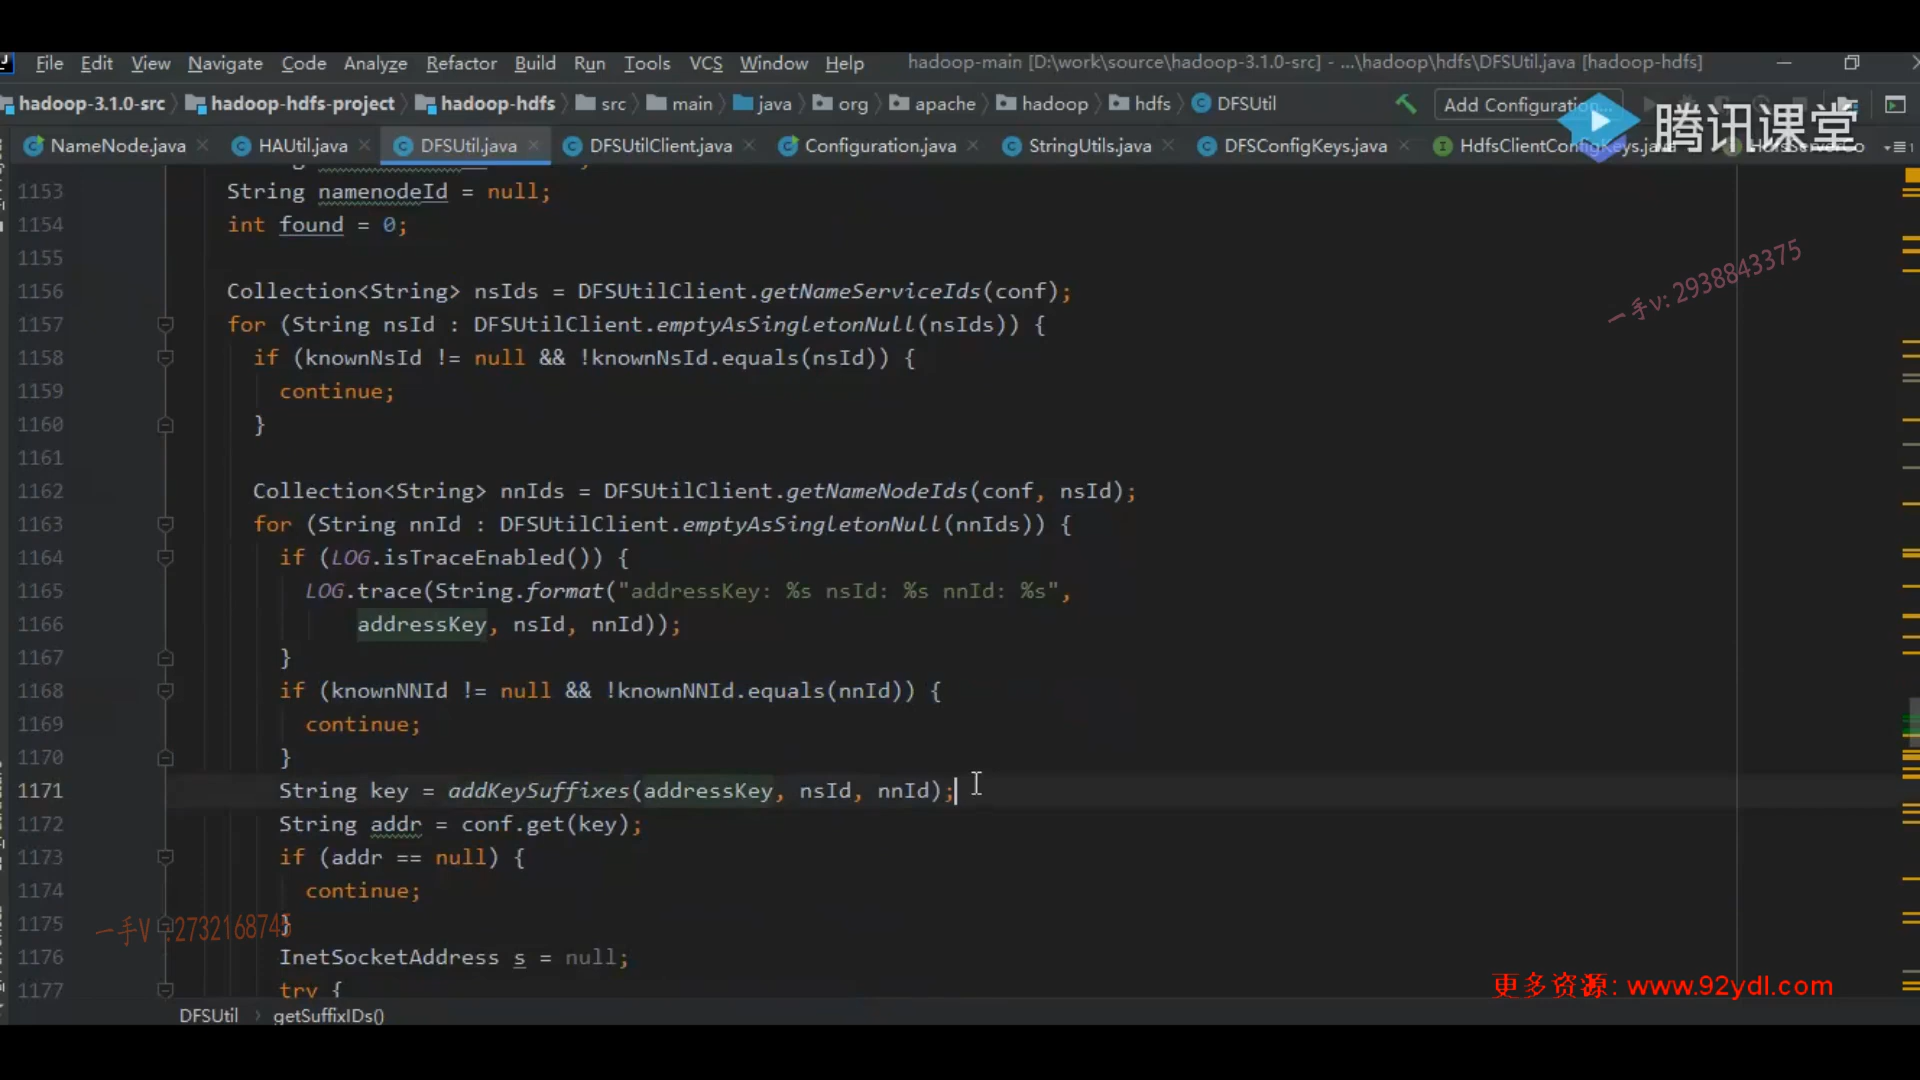 File Edit View Navigate Code Analyze Refactor Build Run Tools VCS Window Help hadoop-main [D:\work\source\hadoop-3.1.0-src] - ...\hadoop\hdfs\DFSUtil.java [hadoop-hdfs]
hadoop-3.1.0-src hadoop-hdfs-project hadoop-hdfs src main java org apache hadoop hdfs DFSUtil Add Configuration...
腾讯课堂
NameNode.java HAUtil.java DFSUtil.java DFSUtilClient.java Configuration.java StringUtils.java DFSConfigKeys.java HdfsClientConfigKeys.java
1153 String namenodeId = null;
1154 int found = 0;
1155
1156 Collection<String> nsIds = DFSUtilClient.getNameServiceIds(conf);
1157 for (String nsId : DFSUtilClient.emptyAsSingletonNull(nsIds)) {
1158 if (knownNsId != null && !knownNsId.equals(nsId)) {
1159 continue;
1160 }
1161
1162 Collection<String> nnIds = DFSUtilClient.getNameNodeIds(conf, nsId);
1163 for (String nnId : DFSUtilClient.emptyAsSingletonNull(nnIds)) {
1164 if (LOG.isTraceEnabled()) {
1165 LOG.trace(String.format("addressKey: %s nsId: %s nnId: %s",
1166 addressKey, nsId, nnId));
1167 }
1168 if (knownNNId != null && !knownNNId.equals(nnId)) {
1169 continue;
1170 }
1171 String key = addKeySuffixes(addressKey, nsId, nnId);
1172 String addr = conf.get(key);
1173 if (addr == null) {
1174 continue;
1175 }
1176 InetSocketAddress s = null;
1177 try {
一手v: 2938843375
一手V :2732168745
更多资源: www.92ydl.com
DFSUtil getSuffixIDs()